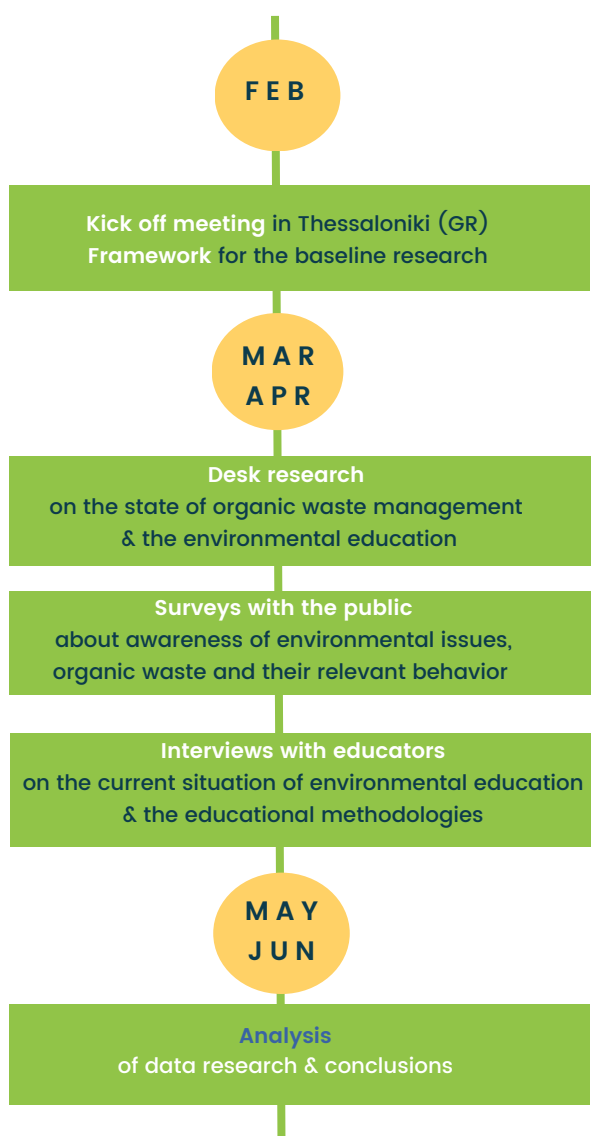 FEB
Kick off meeting in Thessaloniki (GR)
Framework for the baseline research
MAR
APR
Desk research
on the state of organic waste management
& the environmental education
Surveys with the public
about awareness of environmental issues,
organic waste and their relevant behavior
Interviews with educators
on the current situation of environmental education
& the educational methodologies
MAY
JUN
Analysis
of data research & conclusions